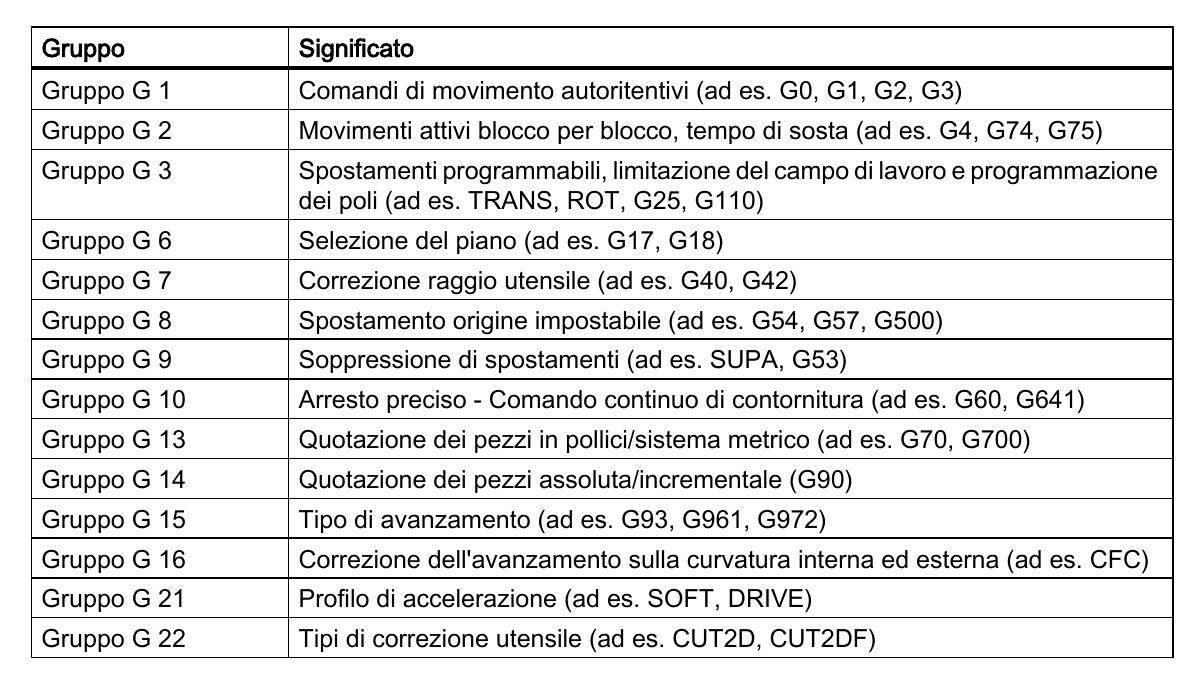 Gruppo Significato
Gruppo G 1 Comandi di movimento autoritentivi (ad es. G0, G1, G2, G3)
Gruppo G 2 Movimenti attivi blocco per blocco, tempo di sosta (ad es. G4, G74, G75)
Gruppo G 3 Spostamenti programmabili, limitazione del campo di lavoro e programmazione
dei poli (ad es. TRANS, ROT, G25, G110)
Gruppo G 6 Selezione del piano (ad es. G17, G18)
Gruppo G 7 Correzione raggio utensile (ad es. G40, G42)
Gruppo G 8 Spostamento origine impostabile (ad es. G54, G57, G500)
Gruppo G 9 Soppressione di spostamenti (ad es. SUPA, G53)
Gruppo G 10 Arresto preciso - Comando continuo di contornitura (ad es. G60, G641)
Gruppo G 13 Quotazione dei pezzi in pollici/sistema metrico (ad es. G70, G700)
Gruppo G 14 Quotazione dei pezzi assoluta/incrementale (G90)
Gruppo G 15 Tipo di avanzamento (ad es. G93, G961, G972)
Gruppo G 16 Correzione dell'avanzamento sulla curvatura interna ed esterna (ad es. CFC)
Gruppo G 21 Profilo di accelerazione (ad es. SOFT, DRIVE)
Gruppo G 22 Tipi di correzione utensile (ad es. CUT2D, CUT2DF)